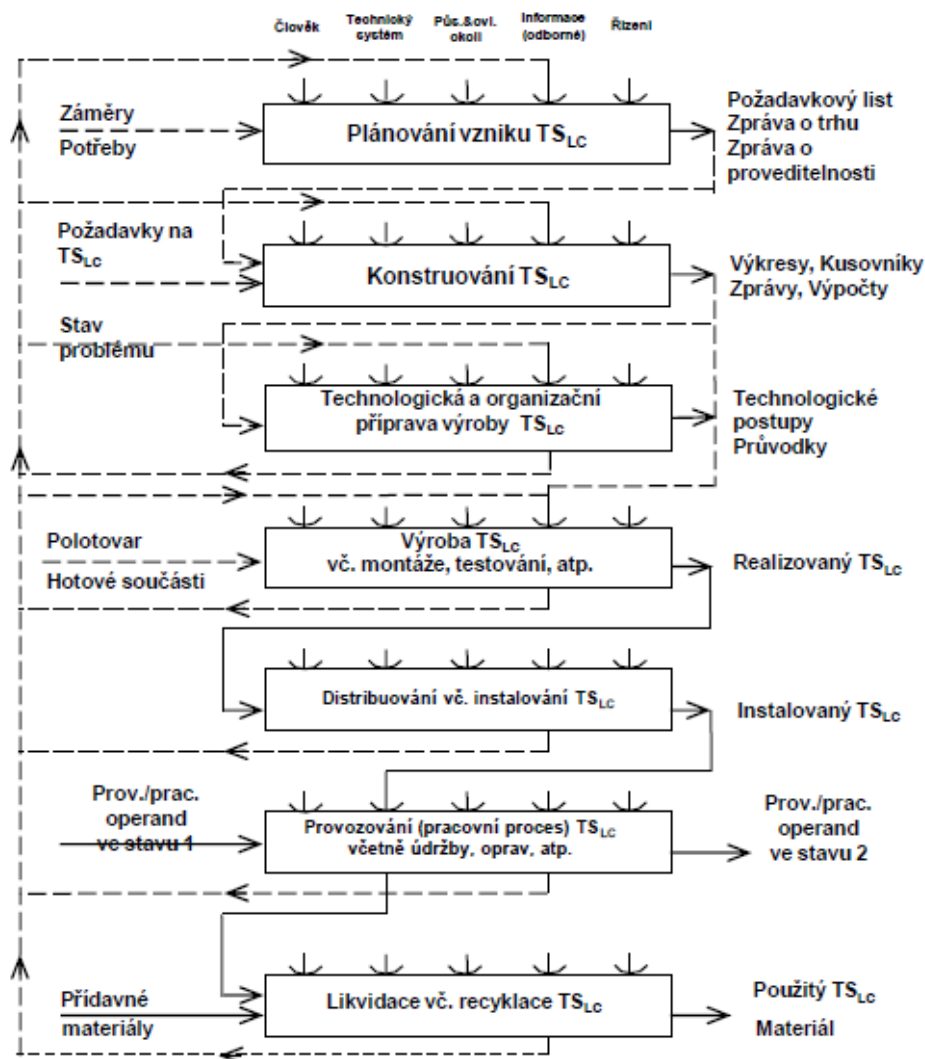 Člověk
Technický
systém
Půs.&ovl.
okolí
Informace
(odborné)
Řízení
Záměry
Potřeby
Plánování vzniku TSLC
Požadavkový list
Zpráva o trhu
Zpráva o
proveditelnosti
Požadavky na
TSLC
Konstruování TSLC
Výkresy, Kusovníky
Zprávy, Výpočty
Stav
problému
Technologická a organizační
příprava výroby TSLC
Technologické
postupy
Průvodky
Polotovar
Hotové součásti
Výroba TSLC
vč. montáže, testování, atp.
Realizovaný TSLC
Distribuování vč. instalování TSLC
Instalovaný TSLC
Prov./prac.
operand
ve stavu 1
Provozování (pracovní proces) TSLC
včetně údržby, oprav, atp.
Prov./prac.
operand
ve stavu 2
Přídavné
materiály
Likvidace vč. recyklace TSLC
Použitý TSLC
Materiál